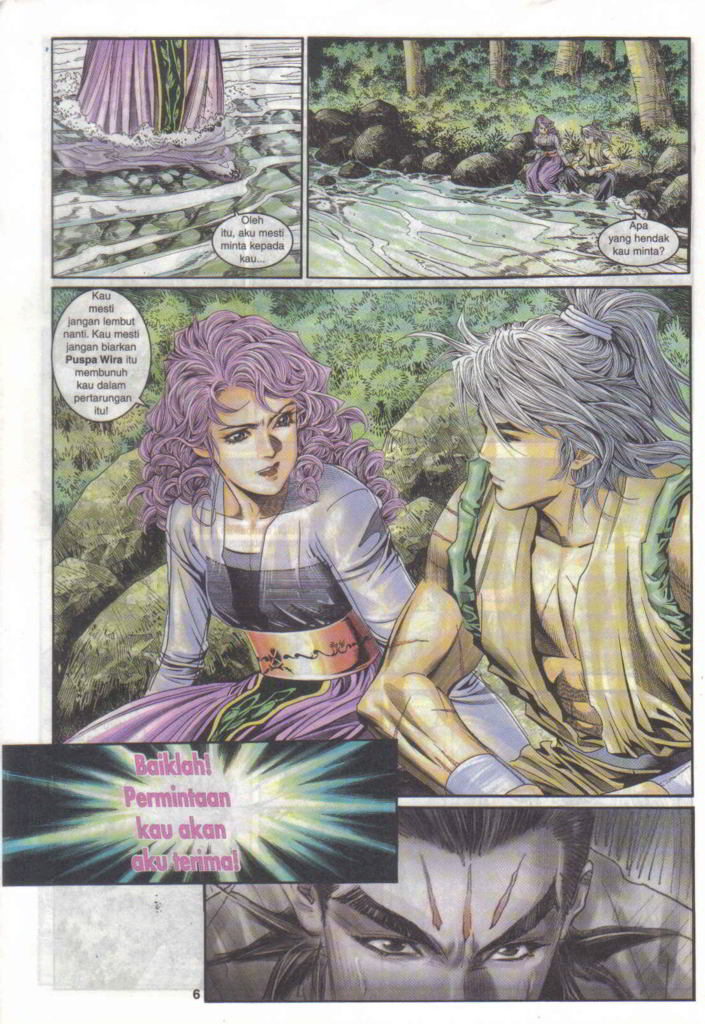 Oleh
itu, aku mesti
minta kepada
kau...
Apa
yang hendak
kau minta?
Kau
mesti
jangan lembut
nanti. Kau mesti
jangan biarkan
Puspa Wira itu
membunuh
kau dalam
pertarungan
itu!
Baiklah!
Permintaan
kau akan
aku terima!
6